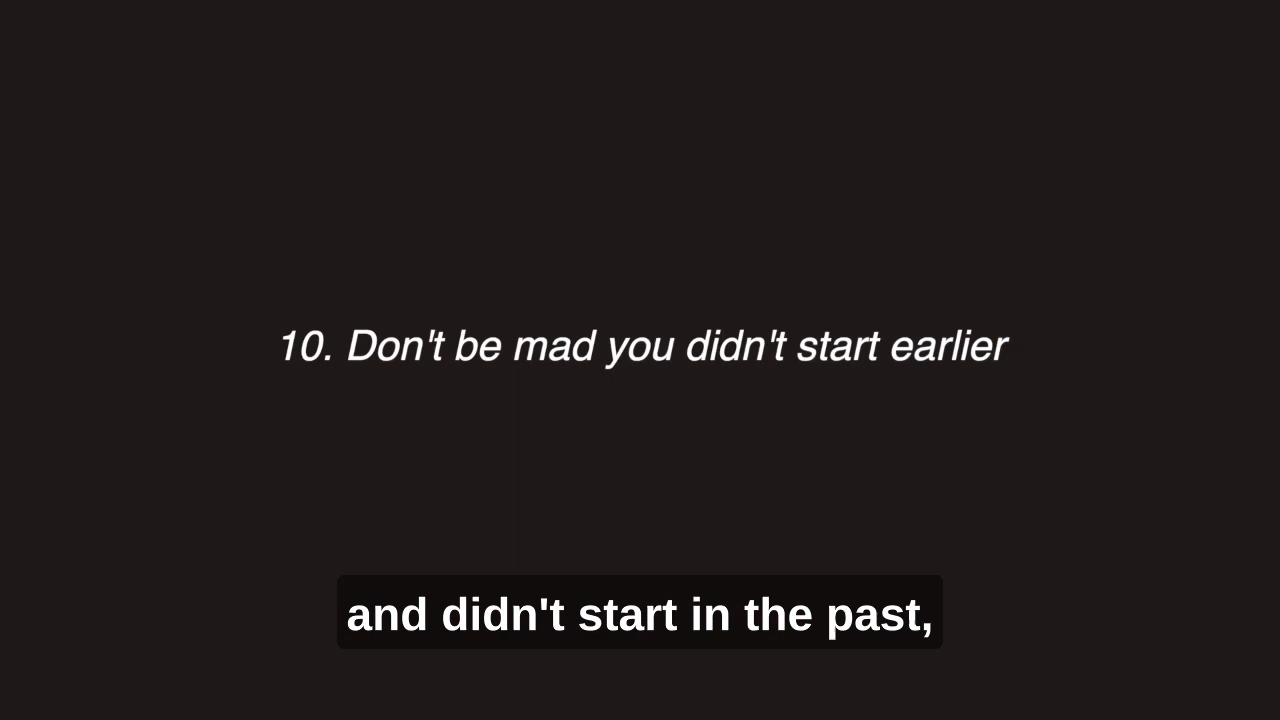 10. Don't be mad you didn't start earlier
and didn't start in the past,